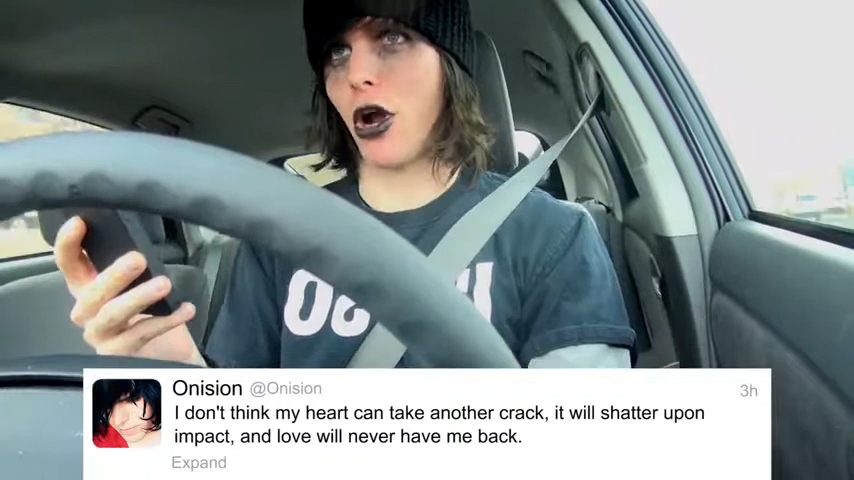 Onision @Onision 3h
I don't think my heart can take another crack, it will shatter upon
impact, and love will never have me back.
Expand